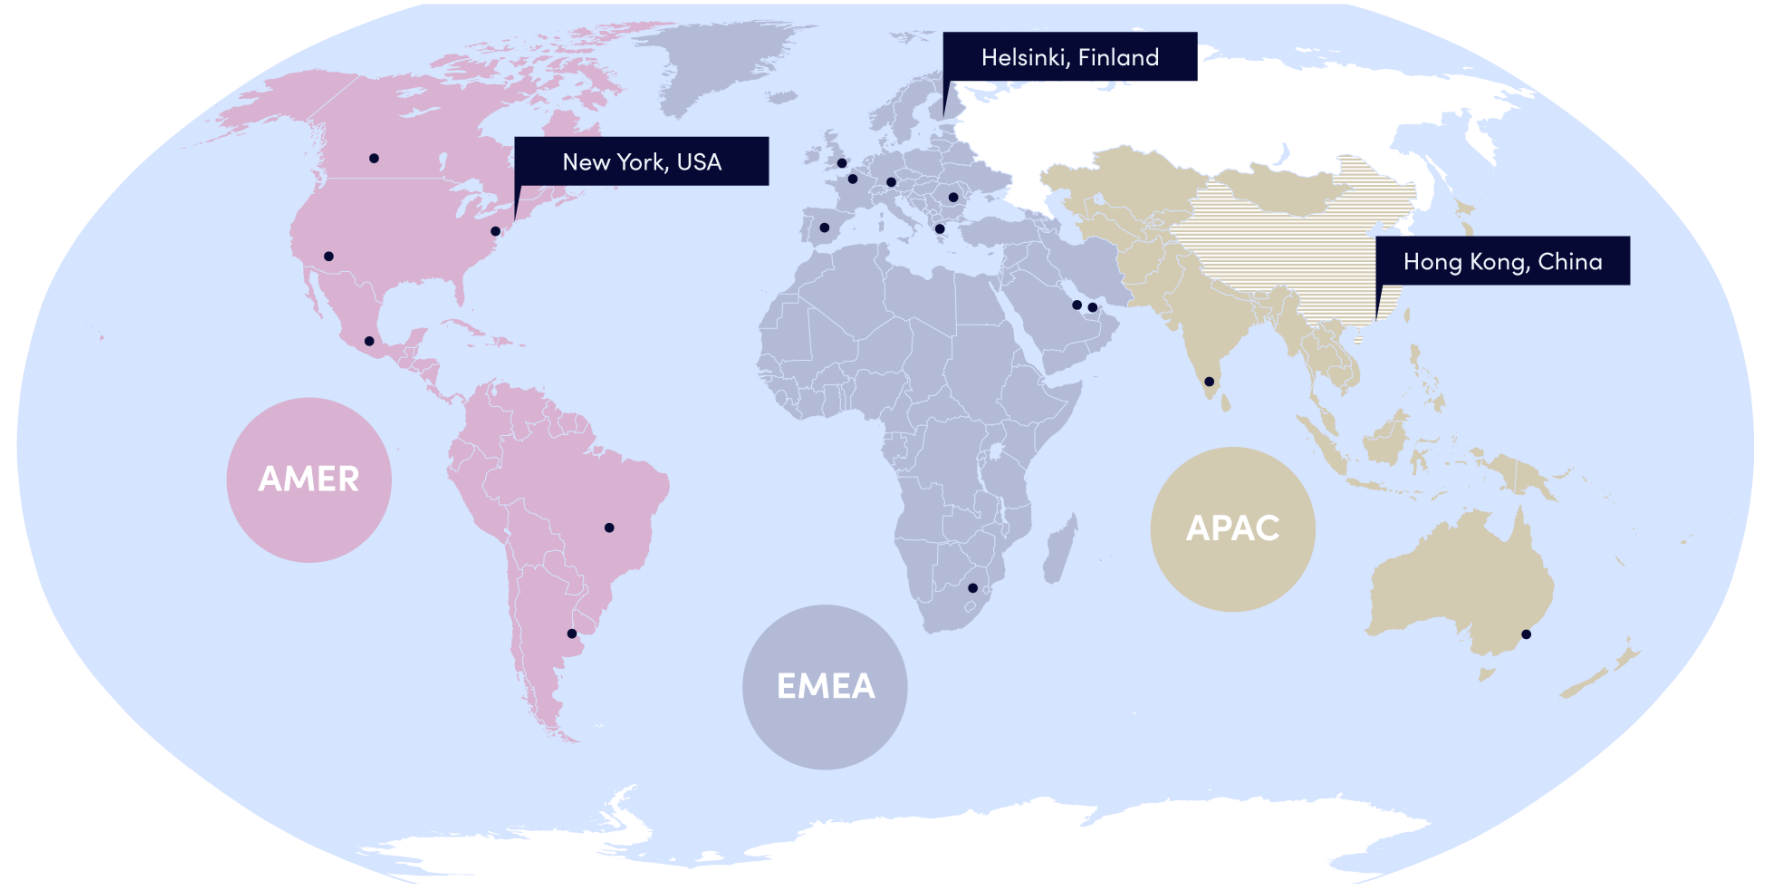 Helsinki, Finland
New York, USA
Hong Kong, China
AMER
APAC
EMEA